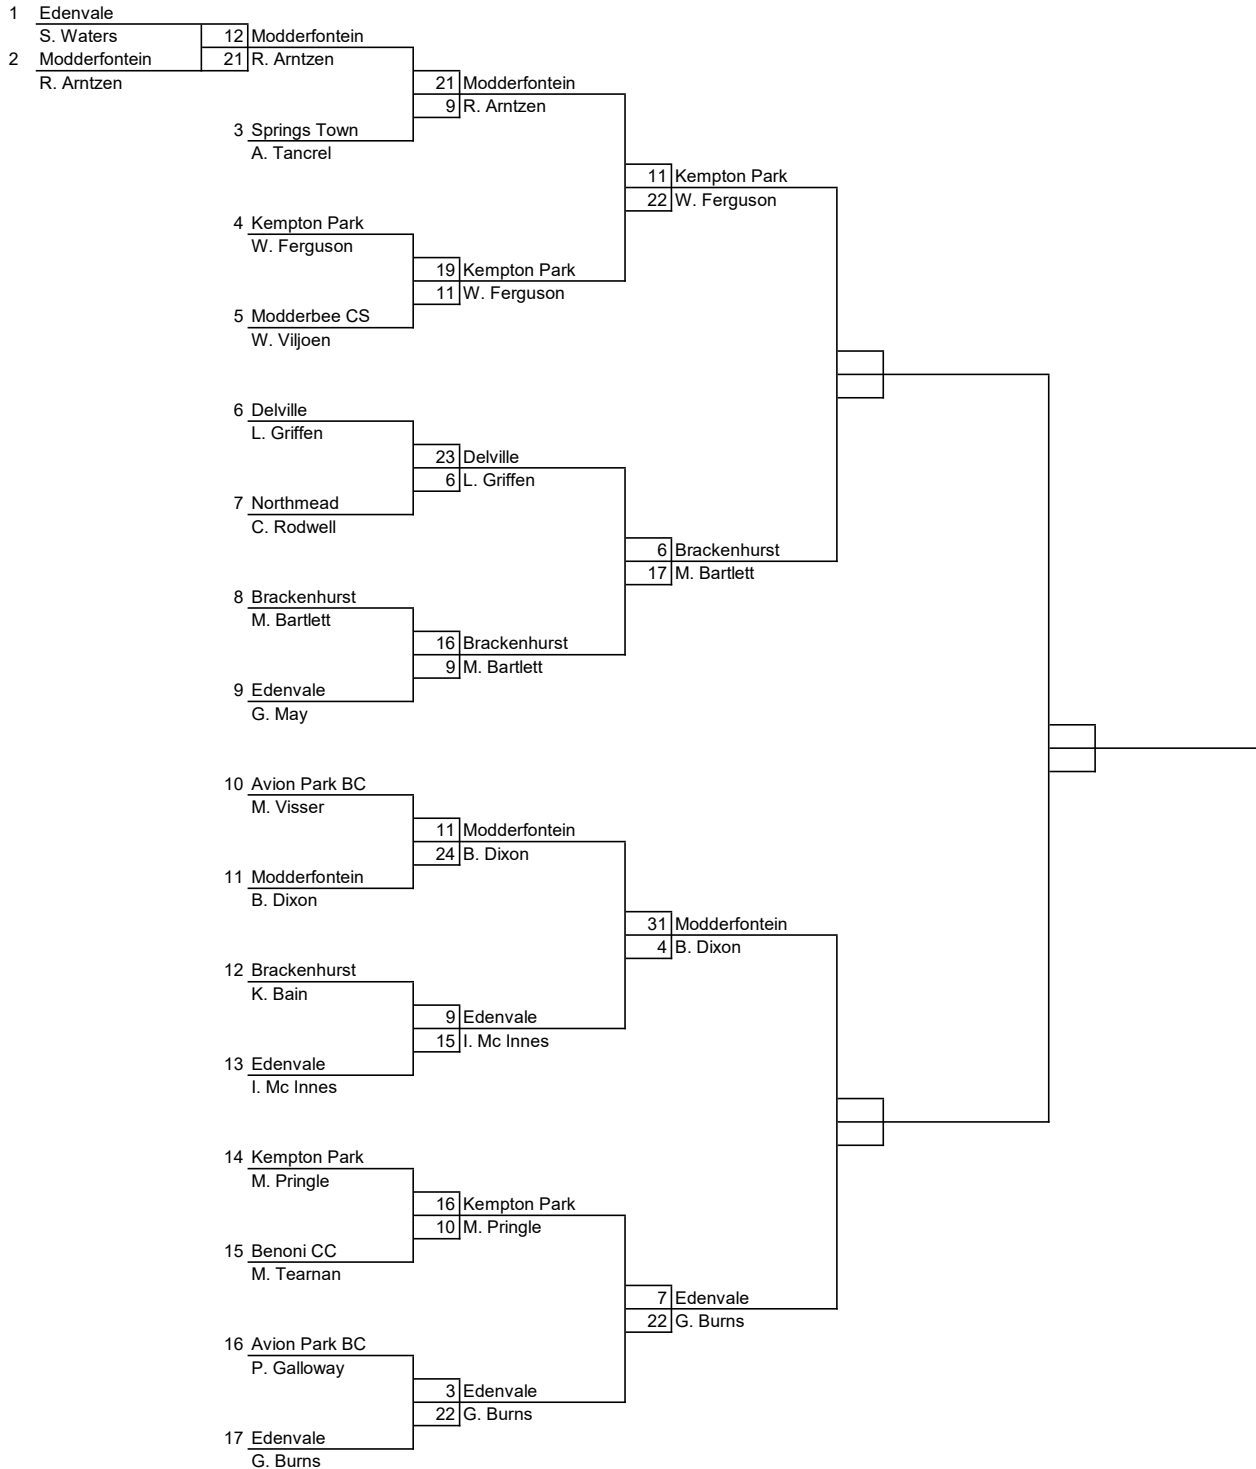 1 Edenvale
S. Waters 12 Modderfontein
2 Modderfontein 21 R. Arntzen
R. Arntzen 21 Modderfontein
9 R. Arntzen
3 Springs Town
A. Tancrel
11 Kempton Park
22 W. Ferguson
4 Kempton Park
W. Ferguson
19 Kempton Park
11 W. Ferguson
5 Modderbee CS
W. Viljoen
6 Delville
L. Griffen
23 Delville
6 L. Griffen
7 Northmead
C. Rodwell
6 Brackenhurst
17 M. Bartlett
8 Brackenhurst
M. Bartlett
16 Brackenhurst
9 M. Bartlett
9 Edenvale
G. May
10 Avion Park BC
M. Visser
11 Modderfontein
24 B. Dixon
11 Modderfontein
B. Dixon
31 Modderfontein
4 B. Dixon
12 Brackenhurst
K. Bain
9 Edenvale
15 I. Mc Innes
13 Edenvale
I. Mc Innes
14 Kempton Park
M. Pringle
16 Kempton Park
10 M. Pringle
15 Benoni CC
M. Tearnan
7 Edenvale
22 G. Burns
16 Avion Park BC
P. Galloway
3 Edenvale
22 G. Burns
17 Edenvale
G. Burns